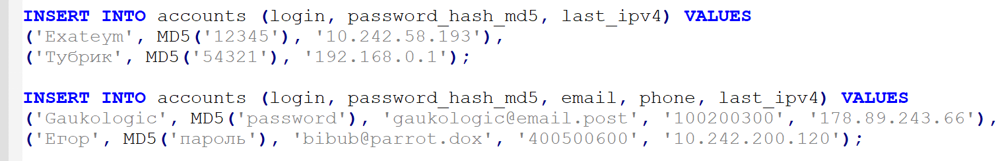 INSERT INTO accounts (login, password_hash_md5, last_ipv4) VALUES
('Exateym', MD5('12345'), '10.242.58.193'),
('Тубрик', MD5('54321'), '192.168.0.1');
INSERT INTO accounts (login, password_hash_md5, email, phone, last_ipv4) VALUES
('Gaukologic', MD5('password'), 'gaukologic@email.post', '100200300', '178.89.243.66'),
('Егор', MD5('пароль'), 'bibub@parrot.dox', '400500600', '10.242.200.120');